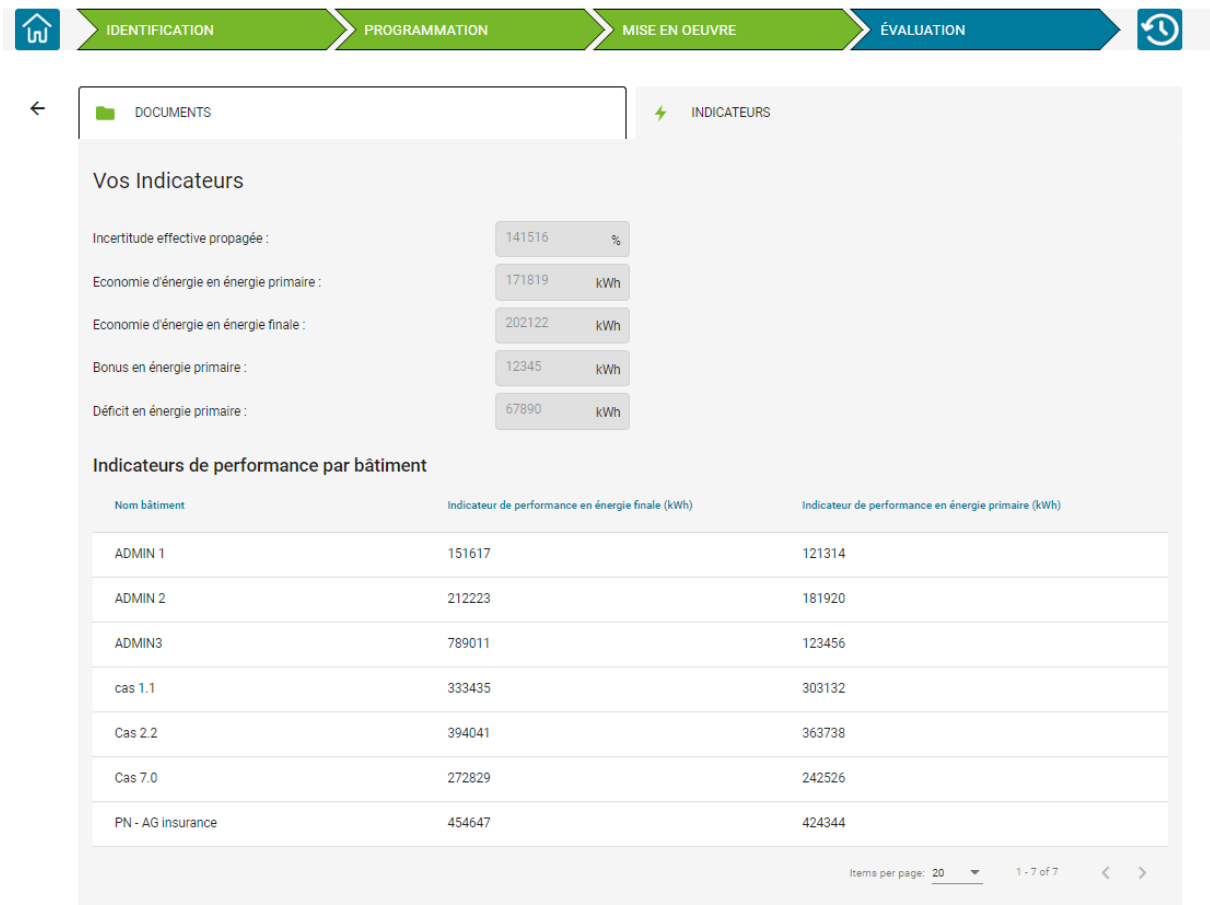 IDENTIFICATION PROGRAMMATION MISE EN OEUVRE ÉVALUATION
DOCUMENTS INDICATEURS
Vos Indicateurs
Incertitude effective propagée : 141516 %
Economie d'énergie en énergie primaire : 171819 kWh
Economie d'énergie en énergie finale : 202122 kWh
Bonus en énergie primaire : 12345 kWh
Déficit en énergie primaire : 67890 kWh
Indicateurs de performance par bâtiment
Nom bâtiment Indicateur de performance en énergie finale (kWh) Indicateur de performance en énergie primaire (kWh)
ADMIN 1 151617 121314
ADMIN 2 212223 181920
ADMIN3 789011 123456
cas 1.1 333435 303132
Cas 2.2 394041 363738
Cas 7.0 272829 242526
PN - AG insurance 454647 424344
Items per page: 20 1 - 7 of 7